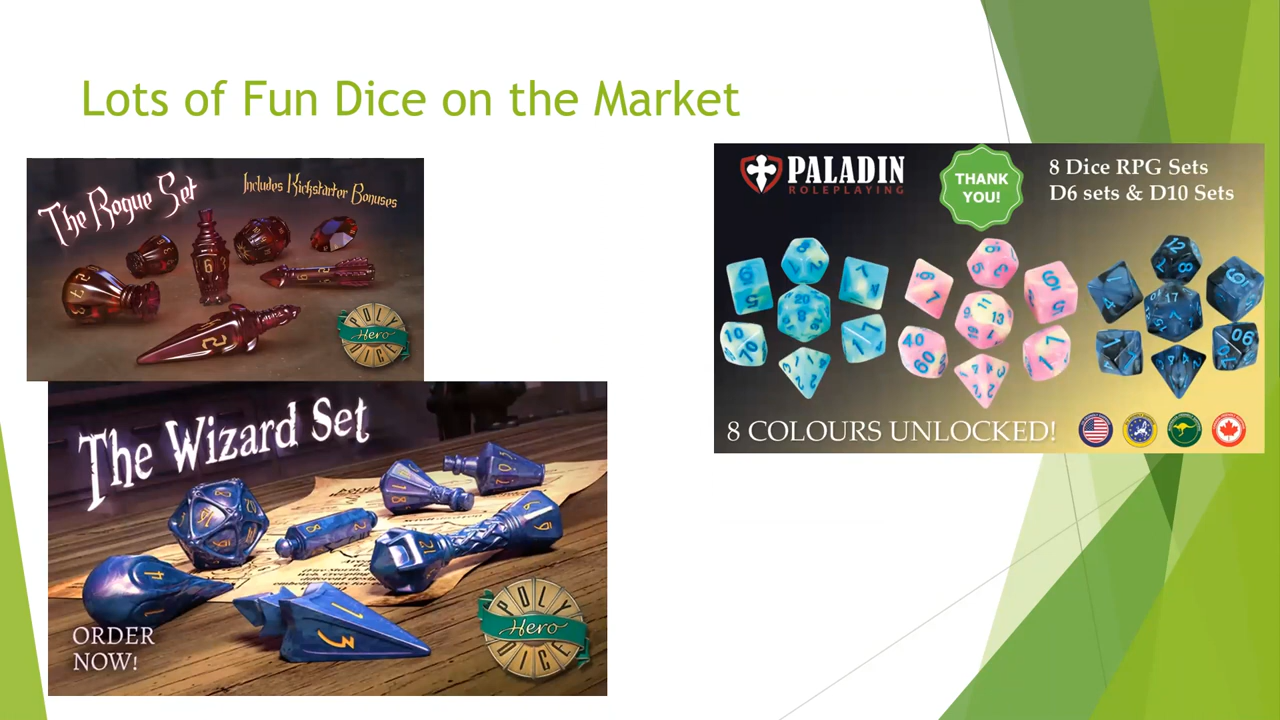 Lots of Fun Dice on the Market
The Rogue Set
Includes Kickstarter Bonuses
POLY
Hero
DICE
The Wizard Set
ORDER
NOW!
POLY
Hero
DICE
PALADIN
ROLEPLAYING
THANK
YOU!
8 Dice RPG Sets
D6 sets & D10 Sets
8 COLOURS UNLOCKED!